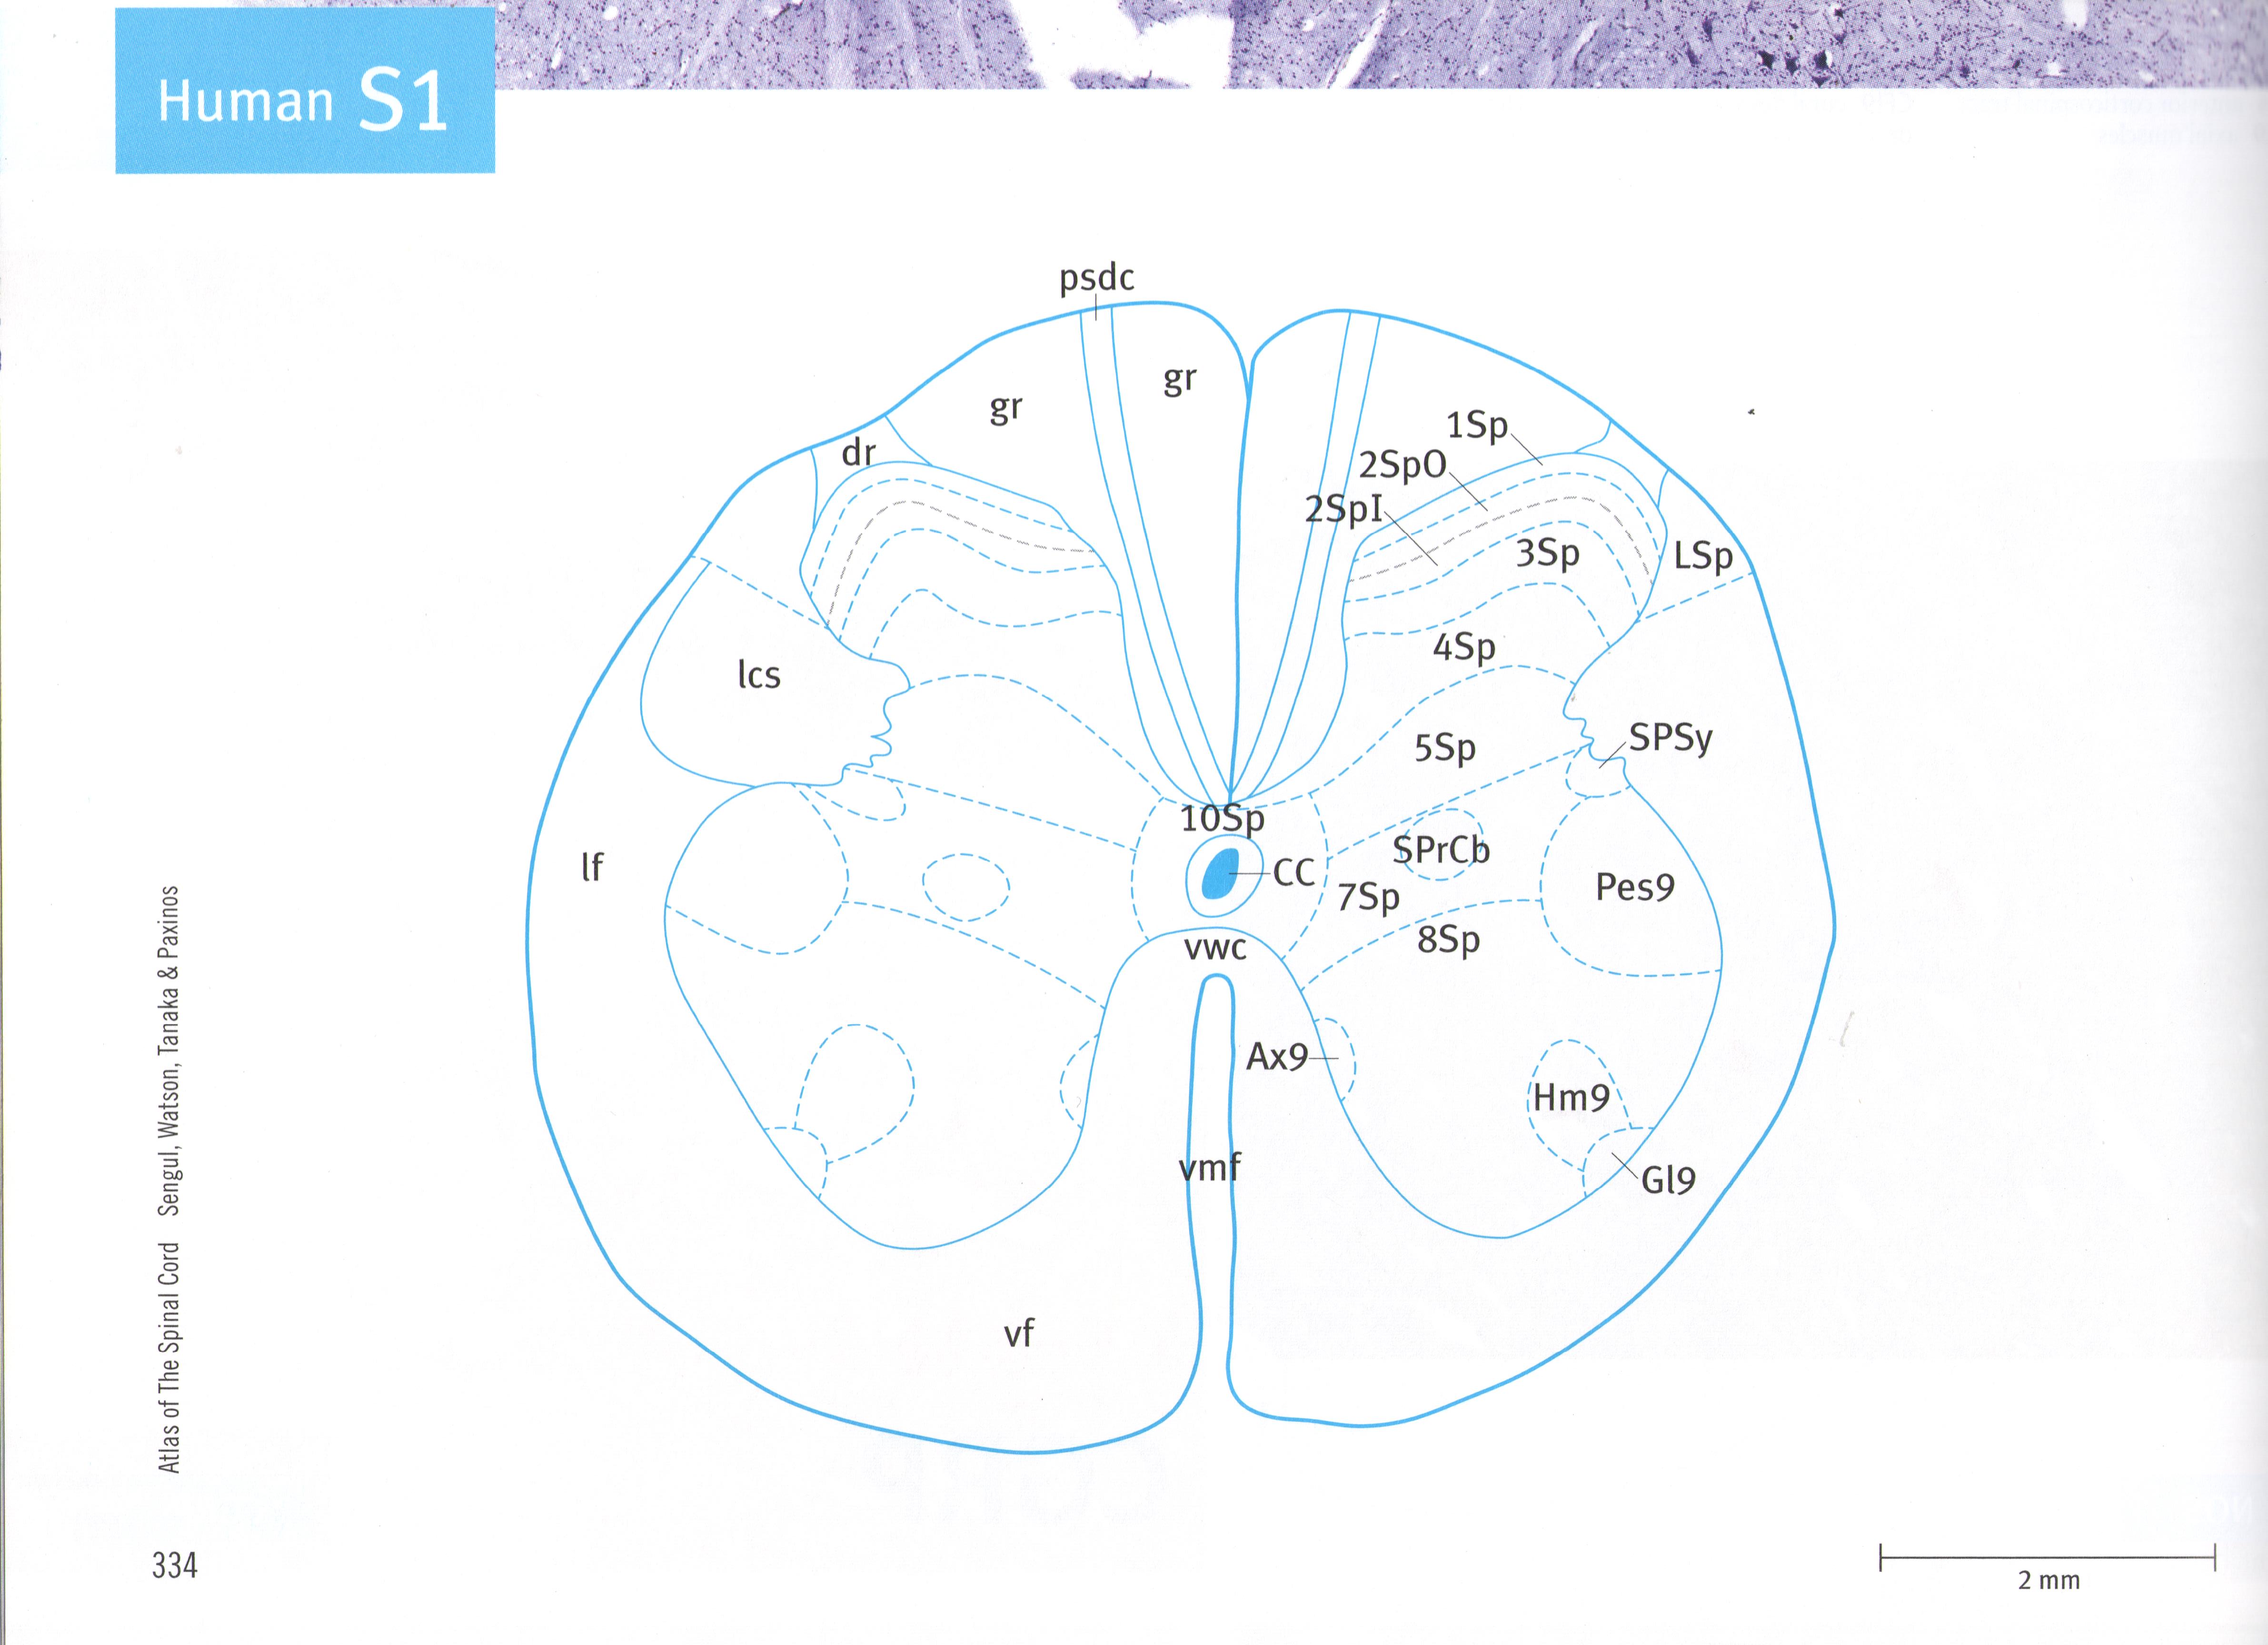 Human S1
psdc
gr
gr
dr
1Sp
2SpO
2SpI
3Sp
LSp
4Sp
lcs
5Sp
SPSy
10Sp
SPrCb
lf
CC
7Sp
Pes9
8Sp
vwc
Ax9
Hm9
vmf
Gl9
vf
Atlas of The Spinal Cord Sengul, Watson, Tanaka & Paxinos
334
2 mm